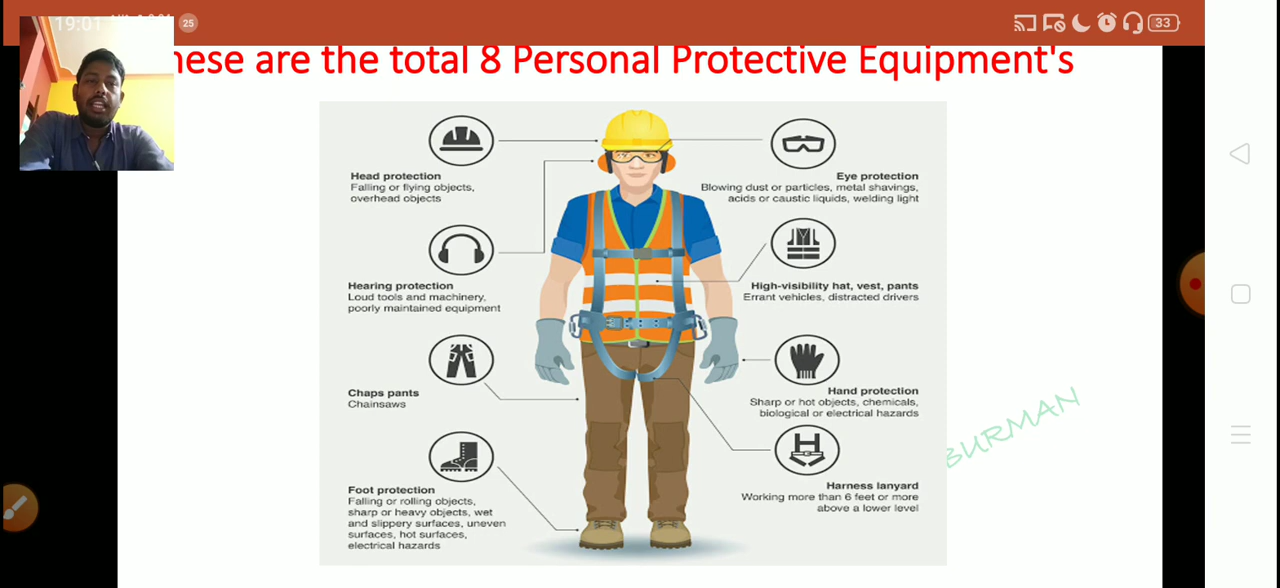 19:01
25
33
hese are the total 8 Personal Protective Equipment's
Head protection
Falling or flying objects,
overhead objects
Hearing protection
Loud tools and machinery,
poorly maintained equipment
Chaps pants
Chainsaws
Foot protection
Falling or rolling objects,
sharp or heavy objects, wet
and slippery surfaces, uneven
surfaces, hot surfaces,
electrical hazards
Eye protection
Blowing dust or particles, metal shavings,
acids or caustic liquids, welding light
High-visibility hat, vest, pants
Errant vehicles, distracted drivers
Hand protection
Sharp or hot objects, chemicals,
biological or electrical hazards
Harness lanyard
Working more than 6 feet or more
above a lower level
BURMAN